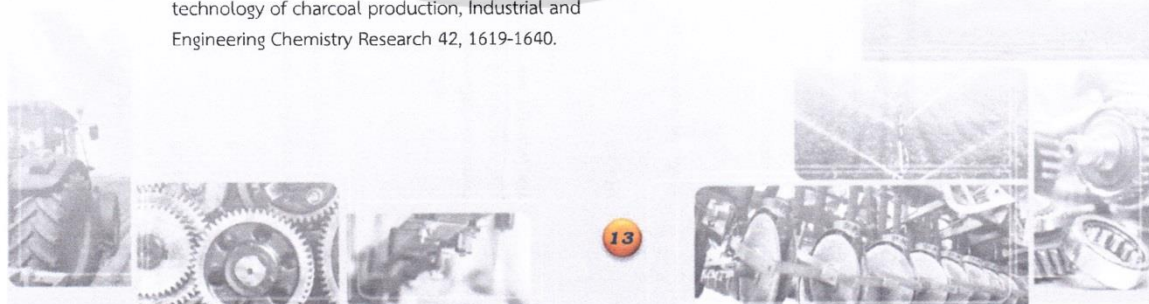 technology of charcoal production, Industrial and
Engineering Chemistry Research 42, 1619-1640.
13